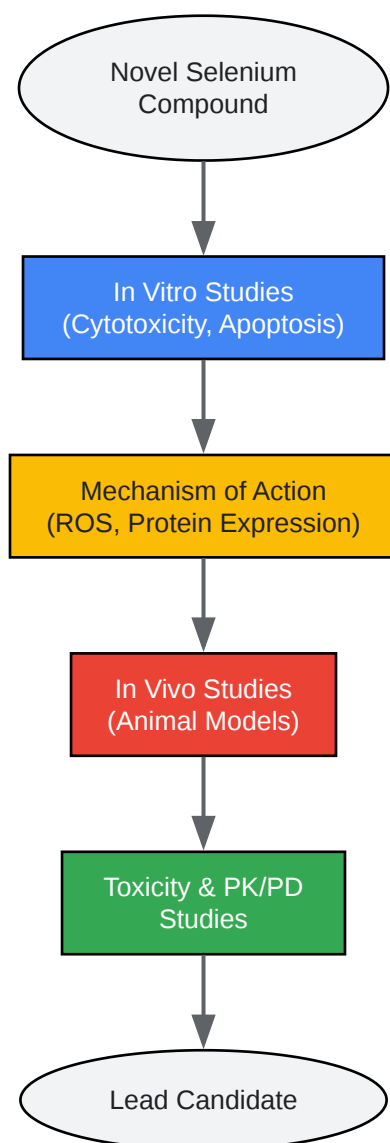 Novel Selenium
Compound
In Vitro Studies
(Cytotoxicity, Apoptosis)
Mechanism of Action
(ROS, Protein Expression)
In Vivo Studies
(Animal Models)
Toxicity & PK/PD
Studies
Lead Candidate